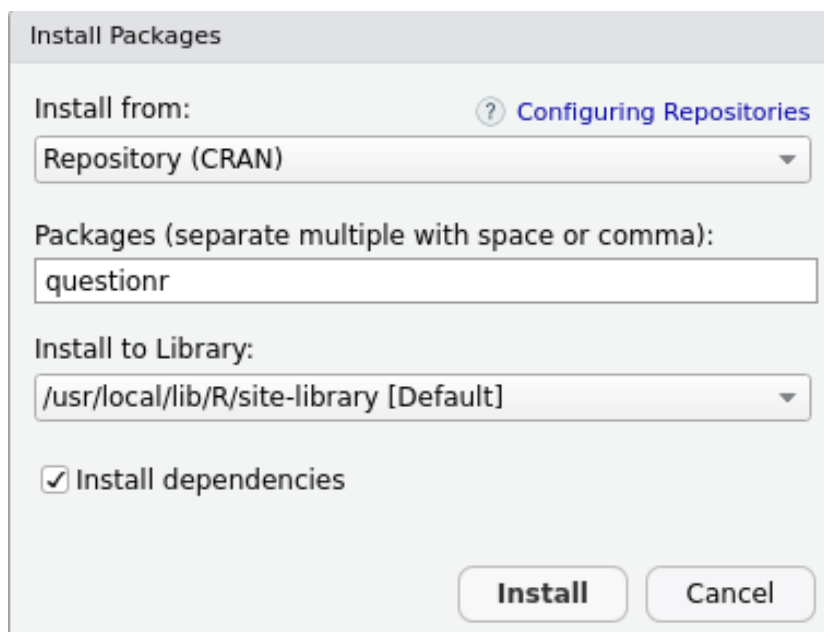 Install Packages
Install from:
? Configuring Repositories
Repository (CRAN)
Packages (separate multiple with space or comma):
questionr
Install to Library:
/usr/local/lib/R/site-library [Default]
Install dependencies
Install
Cancel